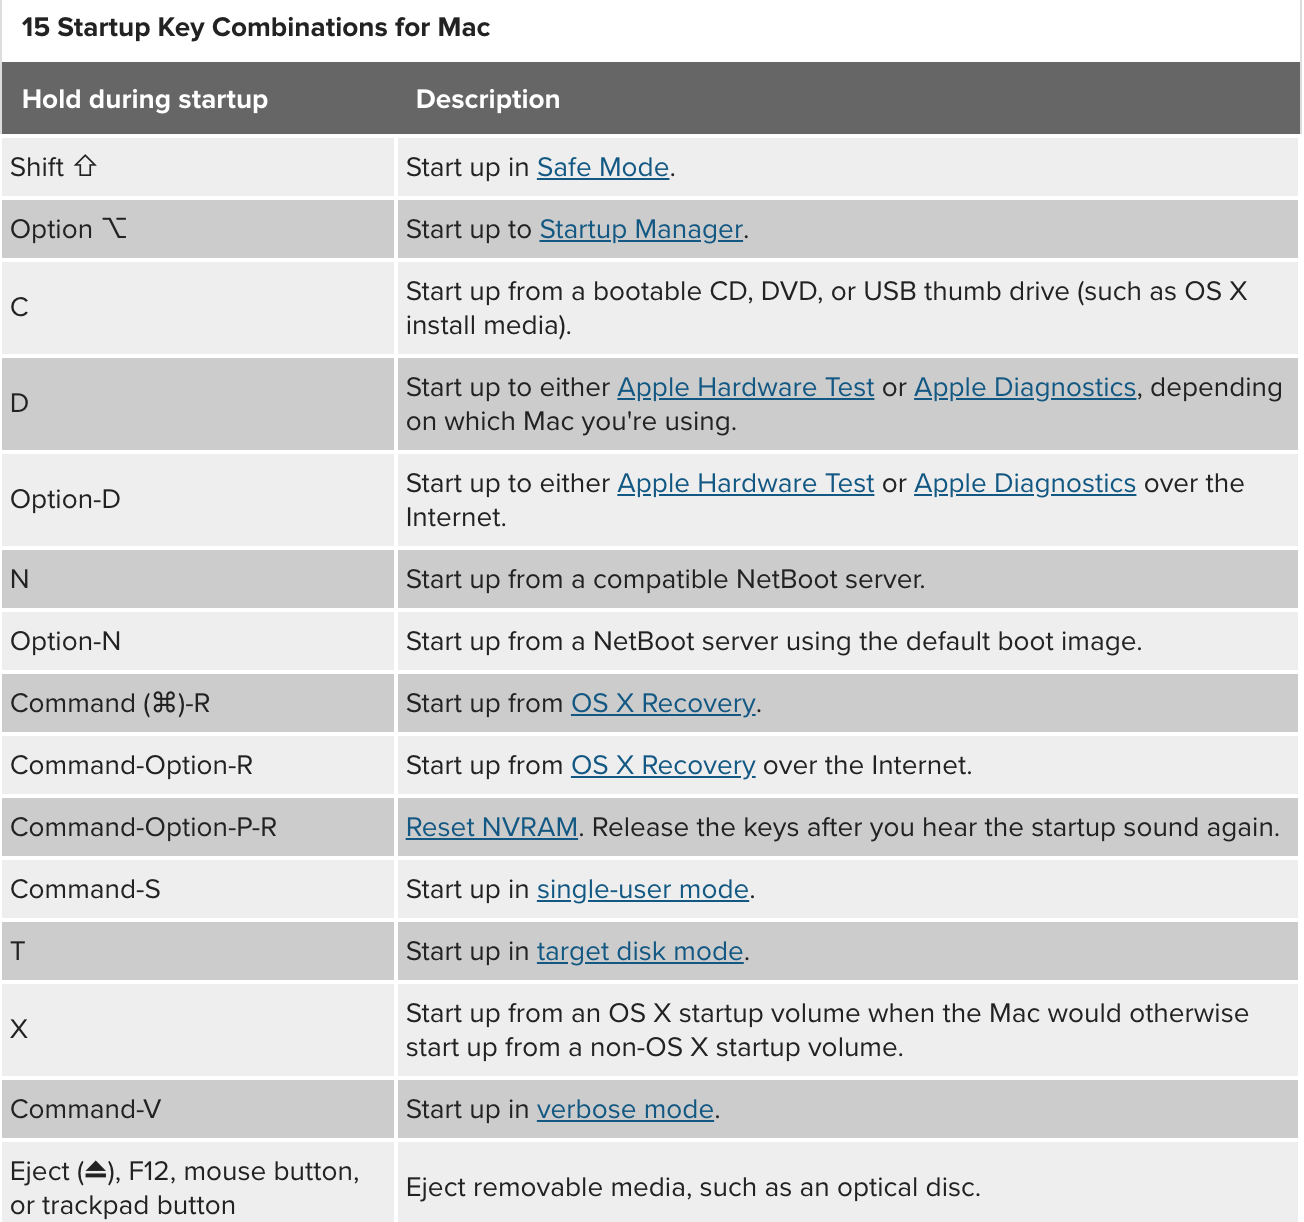 15 Startup Key Combinations for Mac
Hold during startup Description
Shift ⇧ Start up in Safe Mode.
Option ⌥ Start up to Startup Manager.
C Start up from a bootable CD, DVD, or USB thumb drive (such as OS X
install media).
D Start up to either Apple Hardware Test or Apple Diagnostics, depending
on which Mac you're using.
Option-D Start up to either Apple Hardware Test or Apple Diagnostics over the
Internet.
N Start up from a compatible NetBoot server.
Option-N Start up from a NetBoot server using the default boot image.
Command (⌘)-R Start up from OS X Recovery.
Command-Option-R Start up from OS X Recovery over the Internet.
Command-Option-P-R Reset NVRAM. Release the keys after you hear the startup sound again.
Command-S Start up in single-user mode.
T Start up in target disk mode.
X Start up from an OS X startup volume when the Mac would otherwise
start up from a non-OS X startup volume.
Command-V Start up in verbose mode.
Eject (⏏), F12, mouse button,
or trackpad button
Eject removable media, such as an optical disc.